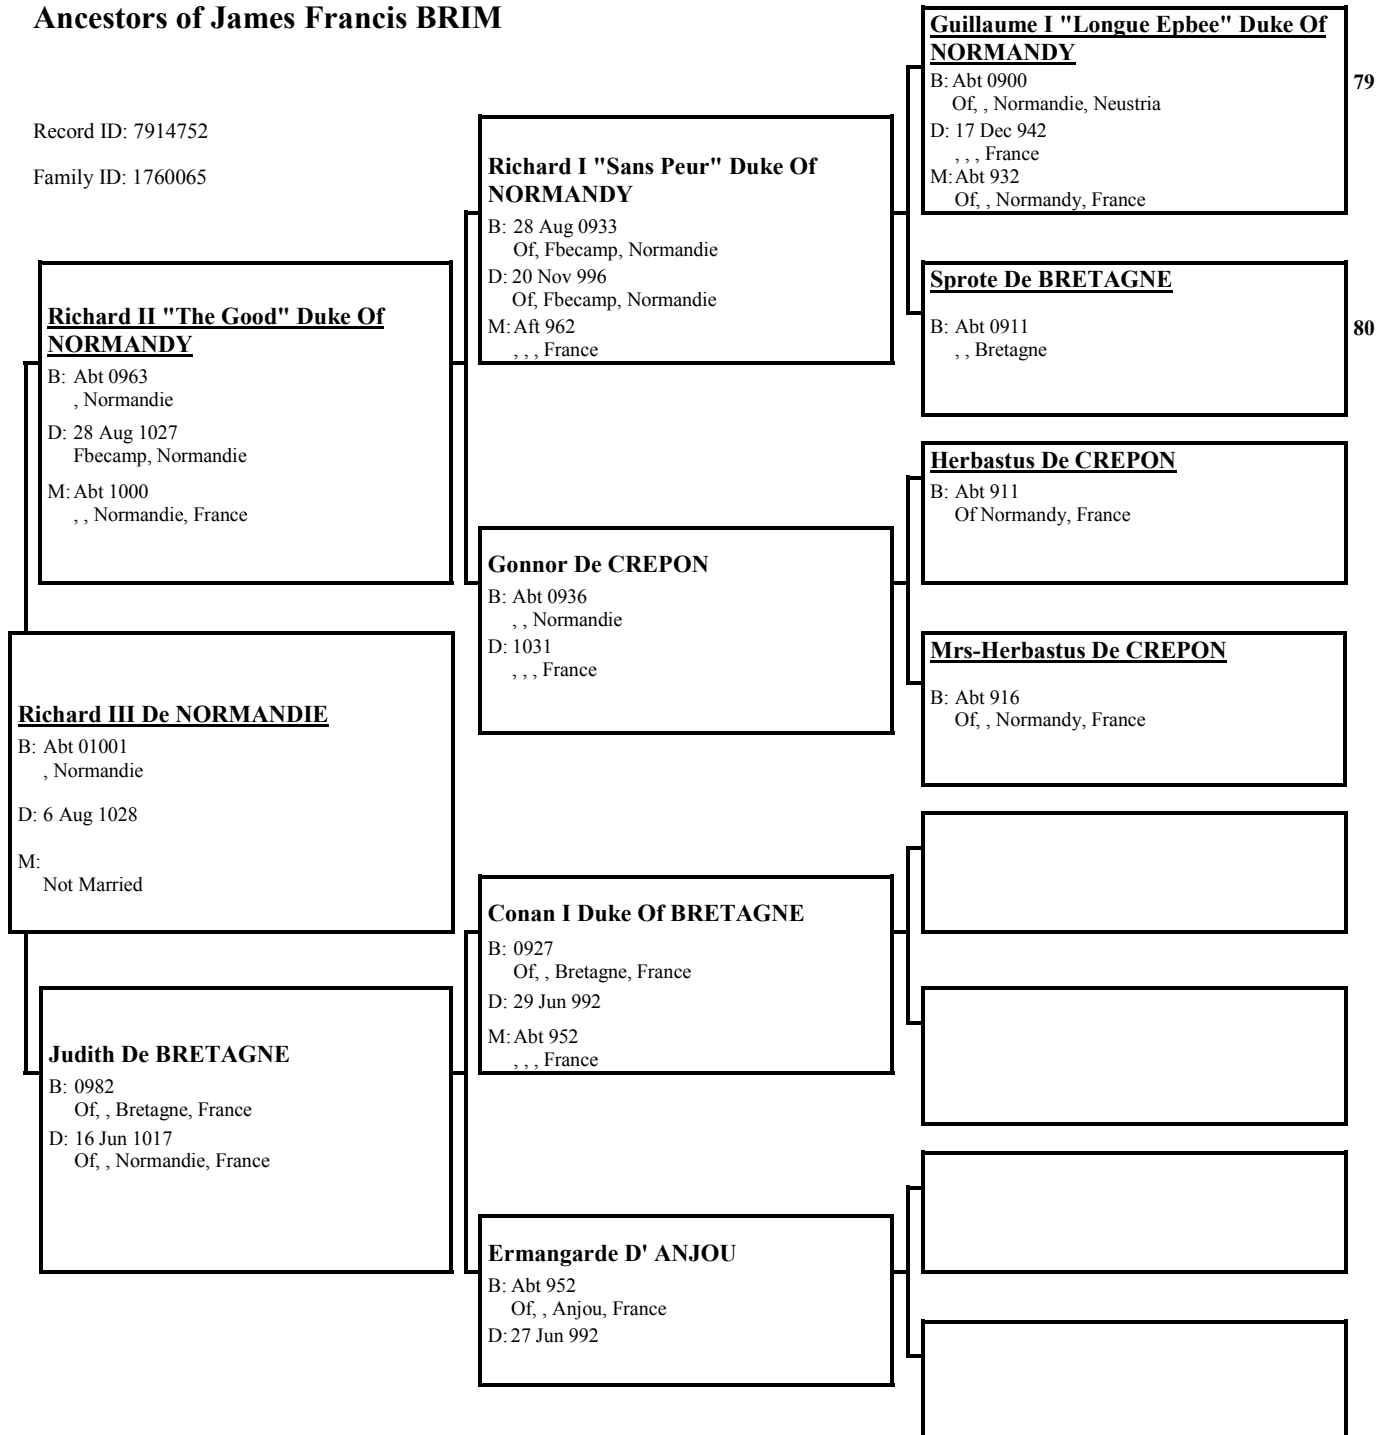 Ancestors of James Francis BRIM
Record ID: 7914752
Family ID: 1760065
Richard III De NORMANDIE
B: Abt 01001
, Normandie
D: 6 Aug 1028
M:
Not Married
Richard II "The Good" Duke Of
NORMANDY
B: Abt 0963
, Normandie
D: 28 Aug 1027
Fbecamp, Normandie
M: Abt 1000
, , Normandie, France
Judith De BRETAGNE
B: 0982
Of, , Bretagne, France
D: 16 Jun 1017
Of, , Normandie, France
Richard I "Sans Peur" Duke Of
NORMANDY
B: 28 Aug 0933
Of, Fbecamp, Normandie
D: 20 Nov 996
Of, Fbecamp, Normandie
M: Aft 962
, , , France
Gonnor De CREPON
B: Abt 0936
, , Normandie
D: 1031
, , , France
Conan I Duke Of BRETAGNE
B: 0927
Of, , Bretagne, France
D: 29 Jun 992
M: Abt 952
, , , France
Ermangarde D' ANJOU
B: Abt 952
Of, , Anjou, France
D: 27 Jun 992
Guillaume I "Longue Epbee" Duke Of
NORMANDY
B: Abt 0900
Of, , Normandie, Neustria
D: 17 Dec 942
, , , France
M: Abt 932
Of, , Normandy, France
79
Sprote De BRETAGNE
B: Abt 0911
, , Bretagne
80
Herbastus De CREPON
B: Abt 911
Of Normandy, France
Mrs-Herbastus De CREPON
B: Abt 916
Of, , Normandy, France